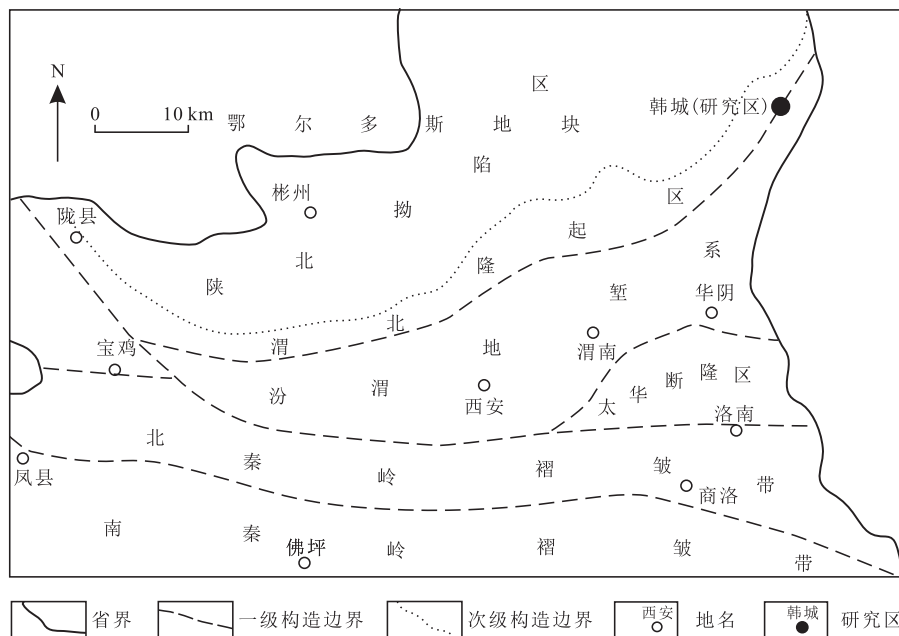 N
0 10 km
鄂尔多斯地块
韩城(研究区)
陕北拗陷区
渭北隆起区
汾渭地堑系
太华断隆区
北秦岭褶皱带
南秦岭褶皱带
彬州
陇县
宝鸡
华阴
渭南
西安
洛南
凤县
商洛
佛坪
省界
一级构造边界
次级构造边界
西安 地名
韩城 研究区